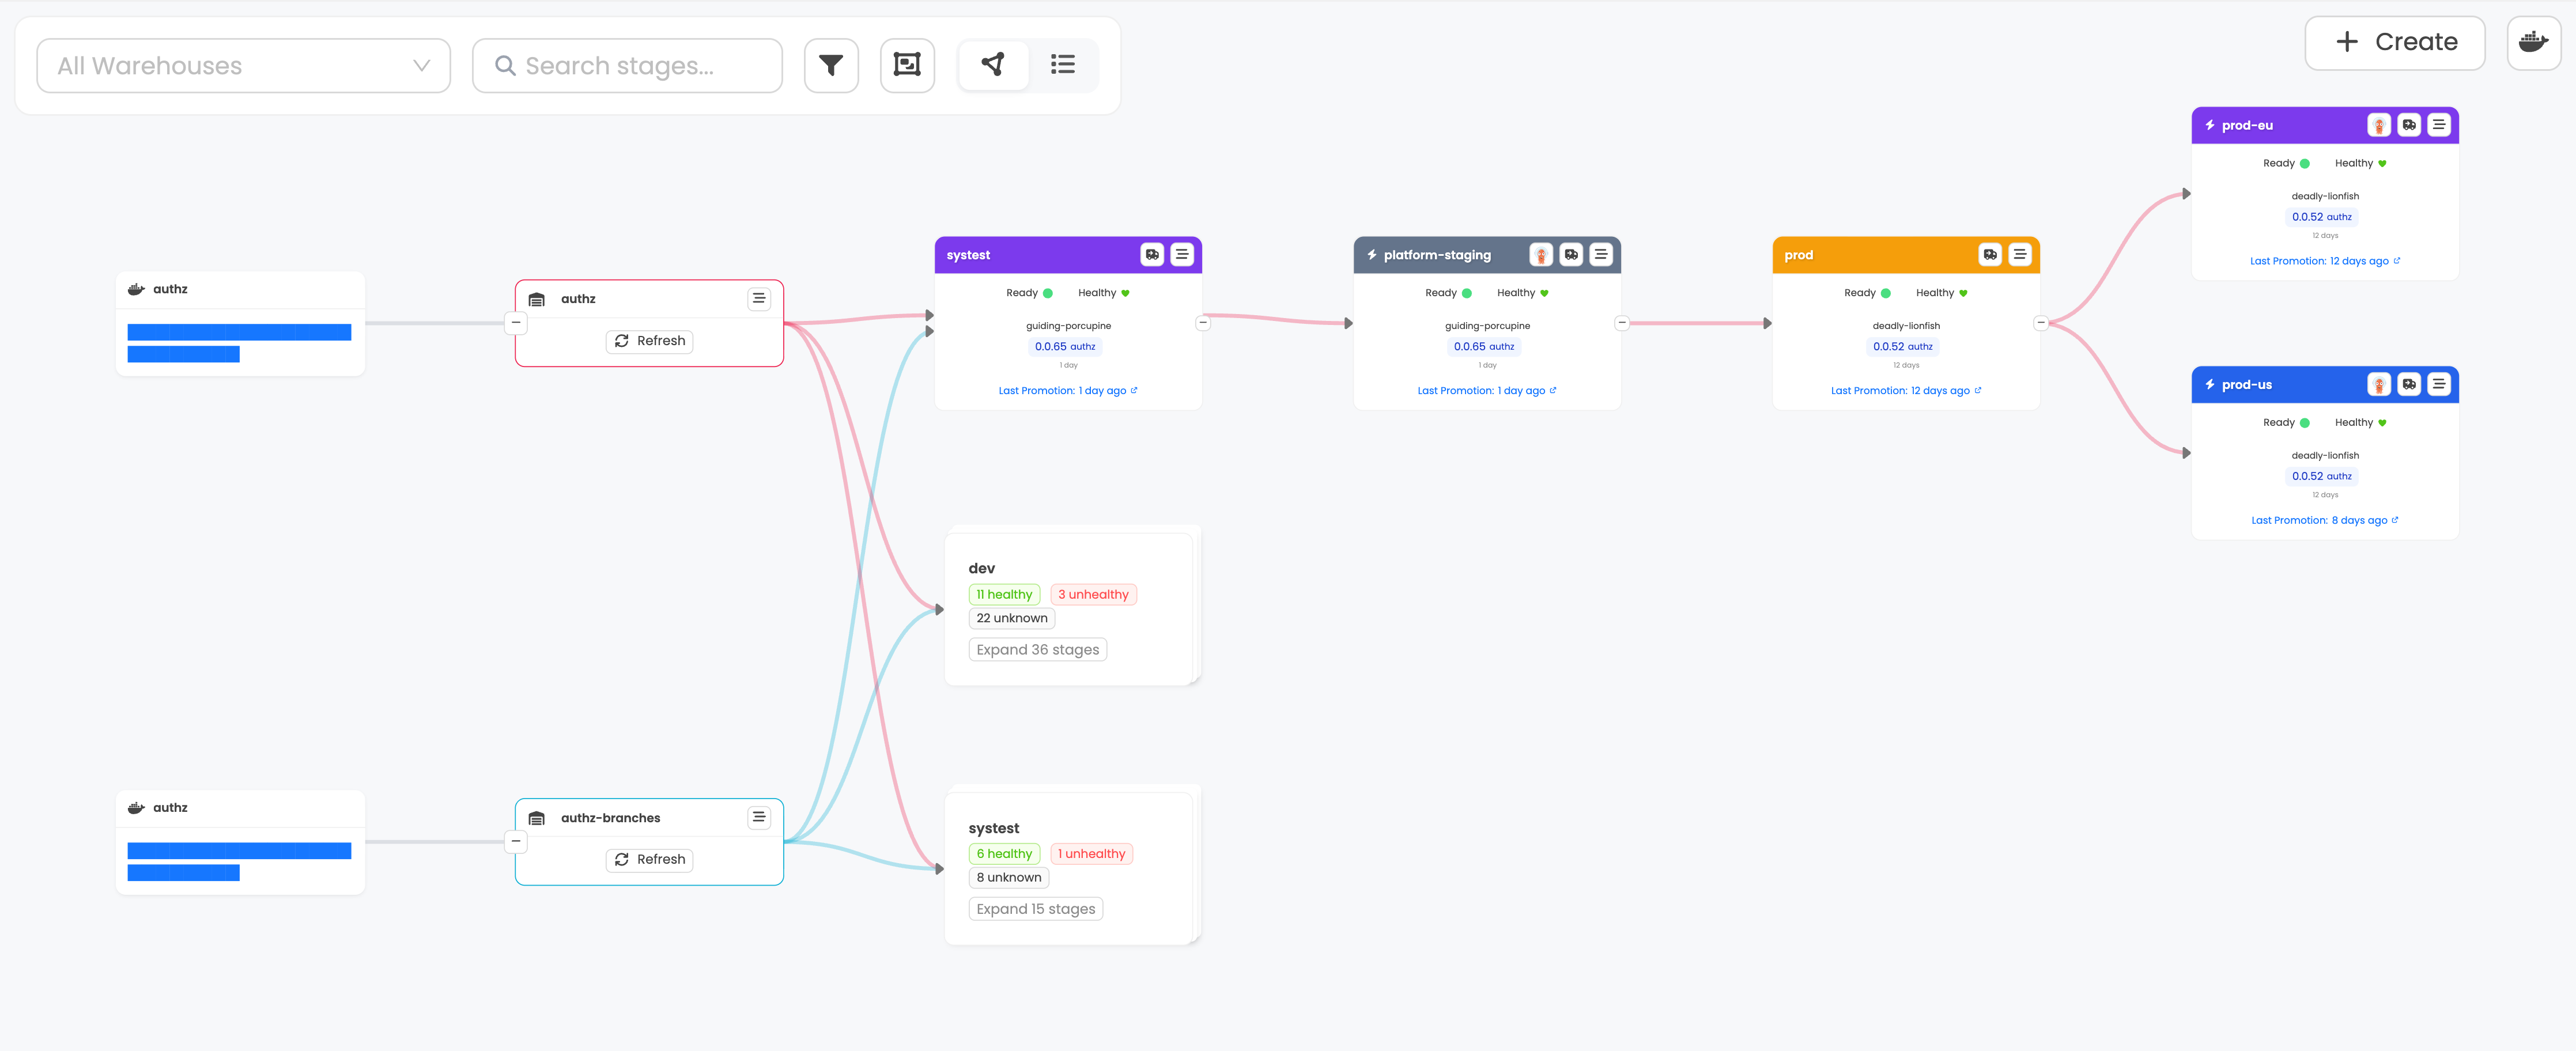 All Warehouses
Search stages...
Create
authz
authz
Refresh
systest
Ready
Healthy
guiding-porcupine
0.0.65 authz
1 day
Last Promotion: 1 day ago
platform-staging
Ready
Healthy
guiding-porcupine
0.0.65 authz
1 day
Last Promotion: 1 day ago
prod
Ready
Healthy
deadly-lionfish
0.0.52 authz
12 days
Last Promotion: 12 days ago
prod-eu
Ready
Healthy
deadly-lionfish
0.0.52 authz
12 days
Last Promotion: 12 days ago
prod-us
Ready
Healthy
deadly-lionfish
0.0.52 authz
12 days
Last Promotion: 8 days ago
dev
11 healthy
3 unhealthy
22 unknown
Expand 36 stages
authz
authz-branches
Refresh
systest
6 healthy
1 unhealthy
8 unknown
Expand 15 stages